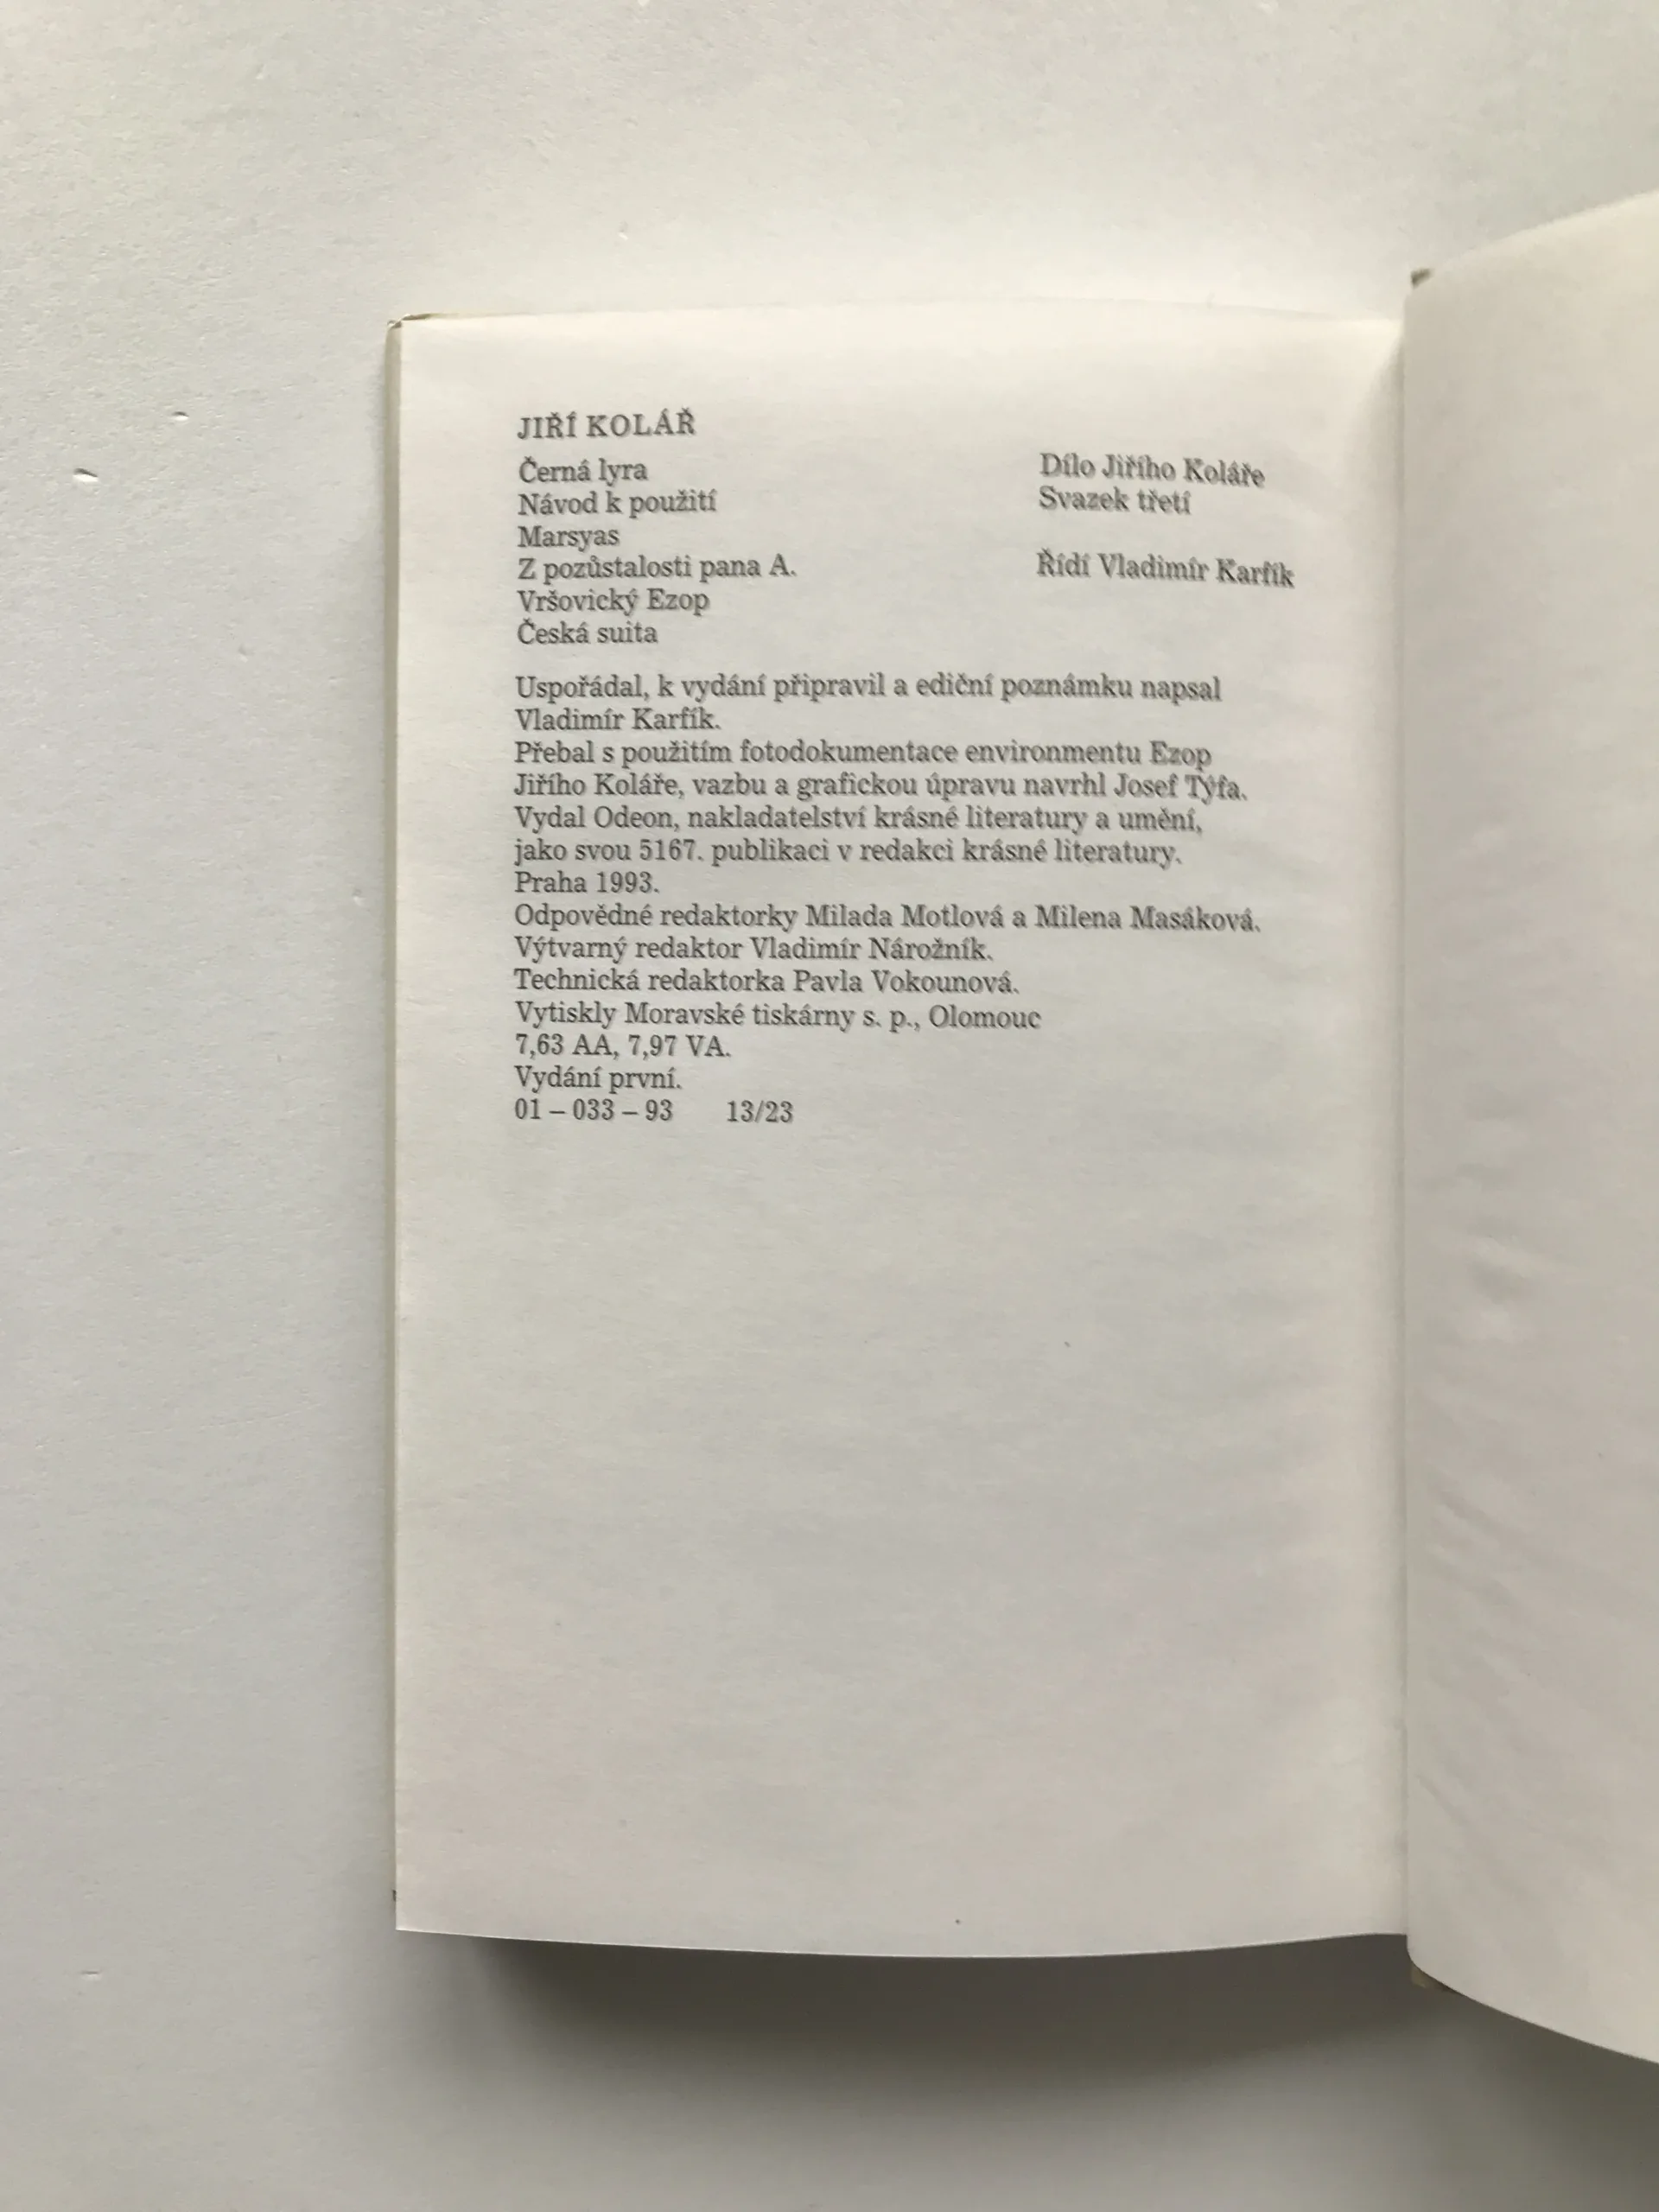 JIŘÍ KOLÁŘ
Černá lyra
Návod k použití
Marsyas
Z pozůstalosti pana A.
Vršovický Ezop
Česká suita
Dílo Jiřího Koláře
Svazek třetí
Řídí Vladimír Karfík
Uspořádal, k vydání připravil a ediční poznámku napsal
Vladimír Karfík.
Přebal s použitím fotodokumentace environmentu Ezop
Jiřího Koláře, vazbu a grafickou úpravu navrhl Josef Týfa.
Vydal Odeon, nakladatelství krásné literatury a umění,
jako svou 5167. publikaci v redakci krásné literatury.
Praha 1993.
Odpovědné redaktorky Milada Motlová a Milena Masáková.
Výtvarný redaktor Vladimír Nárožník.
Technická redaktorka Pavla Vokounová.
Vytiskly Moravské tiskárny s. p., Olomouc
7,63 AA, 7,97 VA.
Vydání první.
01 – 033 – 93 13/23